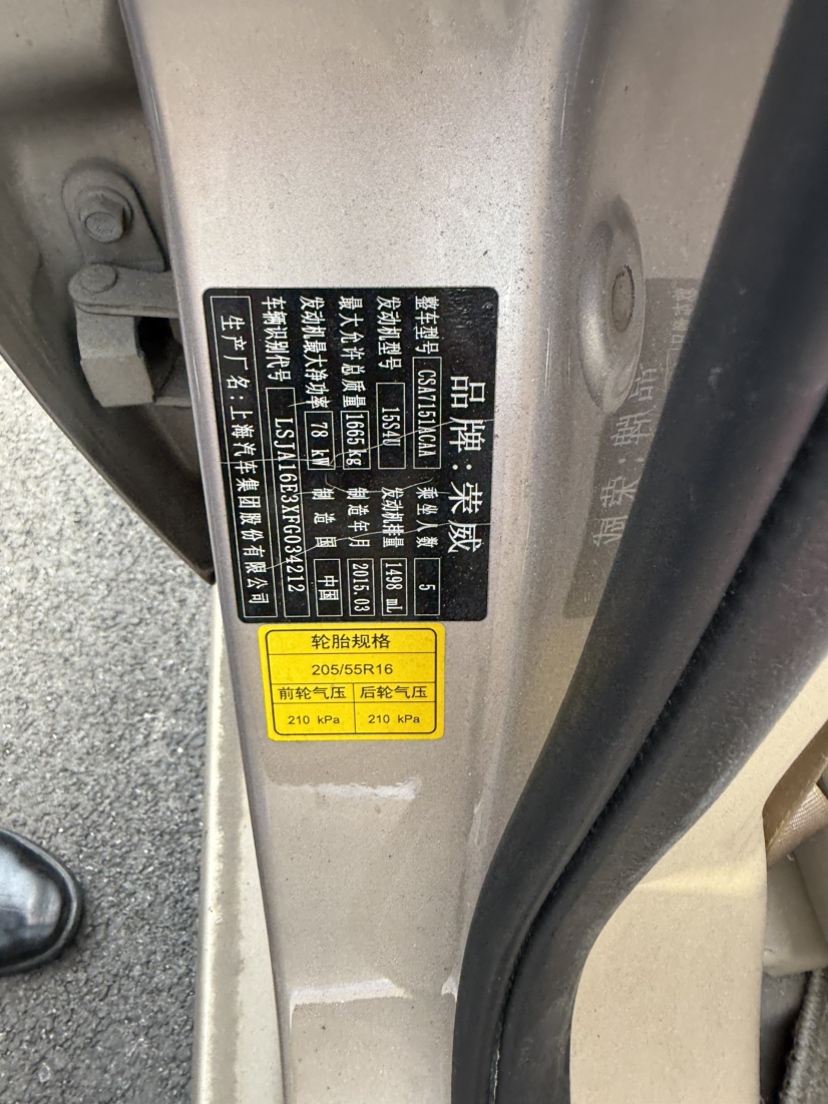 品牌:荣威
整车型号 CSA7151ACAA 乘坐人数 5
发动机型号 15S4U 发动机排量 1498 mL
最大允许总质量 1665kg 制造年月 2015.03
发动机最大净功率 78 kW 制造国 中国
车辆识别代号 LSJA16E3XFG034212
生产厂名:上海汽车集团股份有限公司
轮胎规格
205/55R16
前轮气压 后轮气压
210 kPa 210 kPa